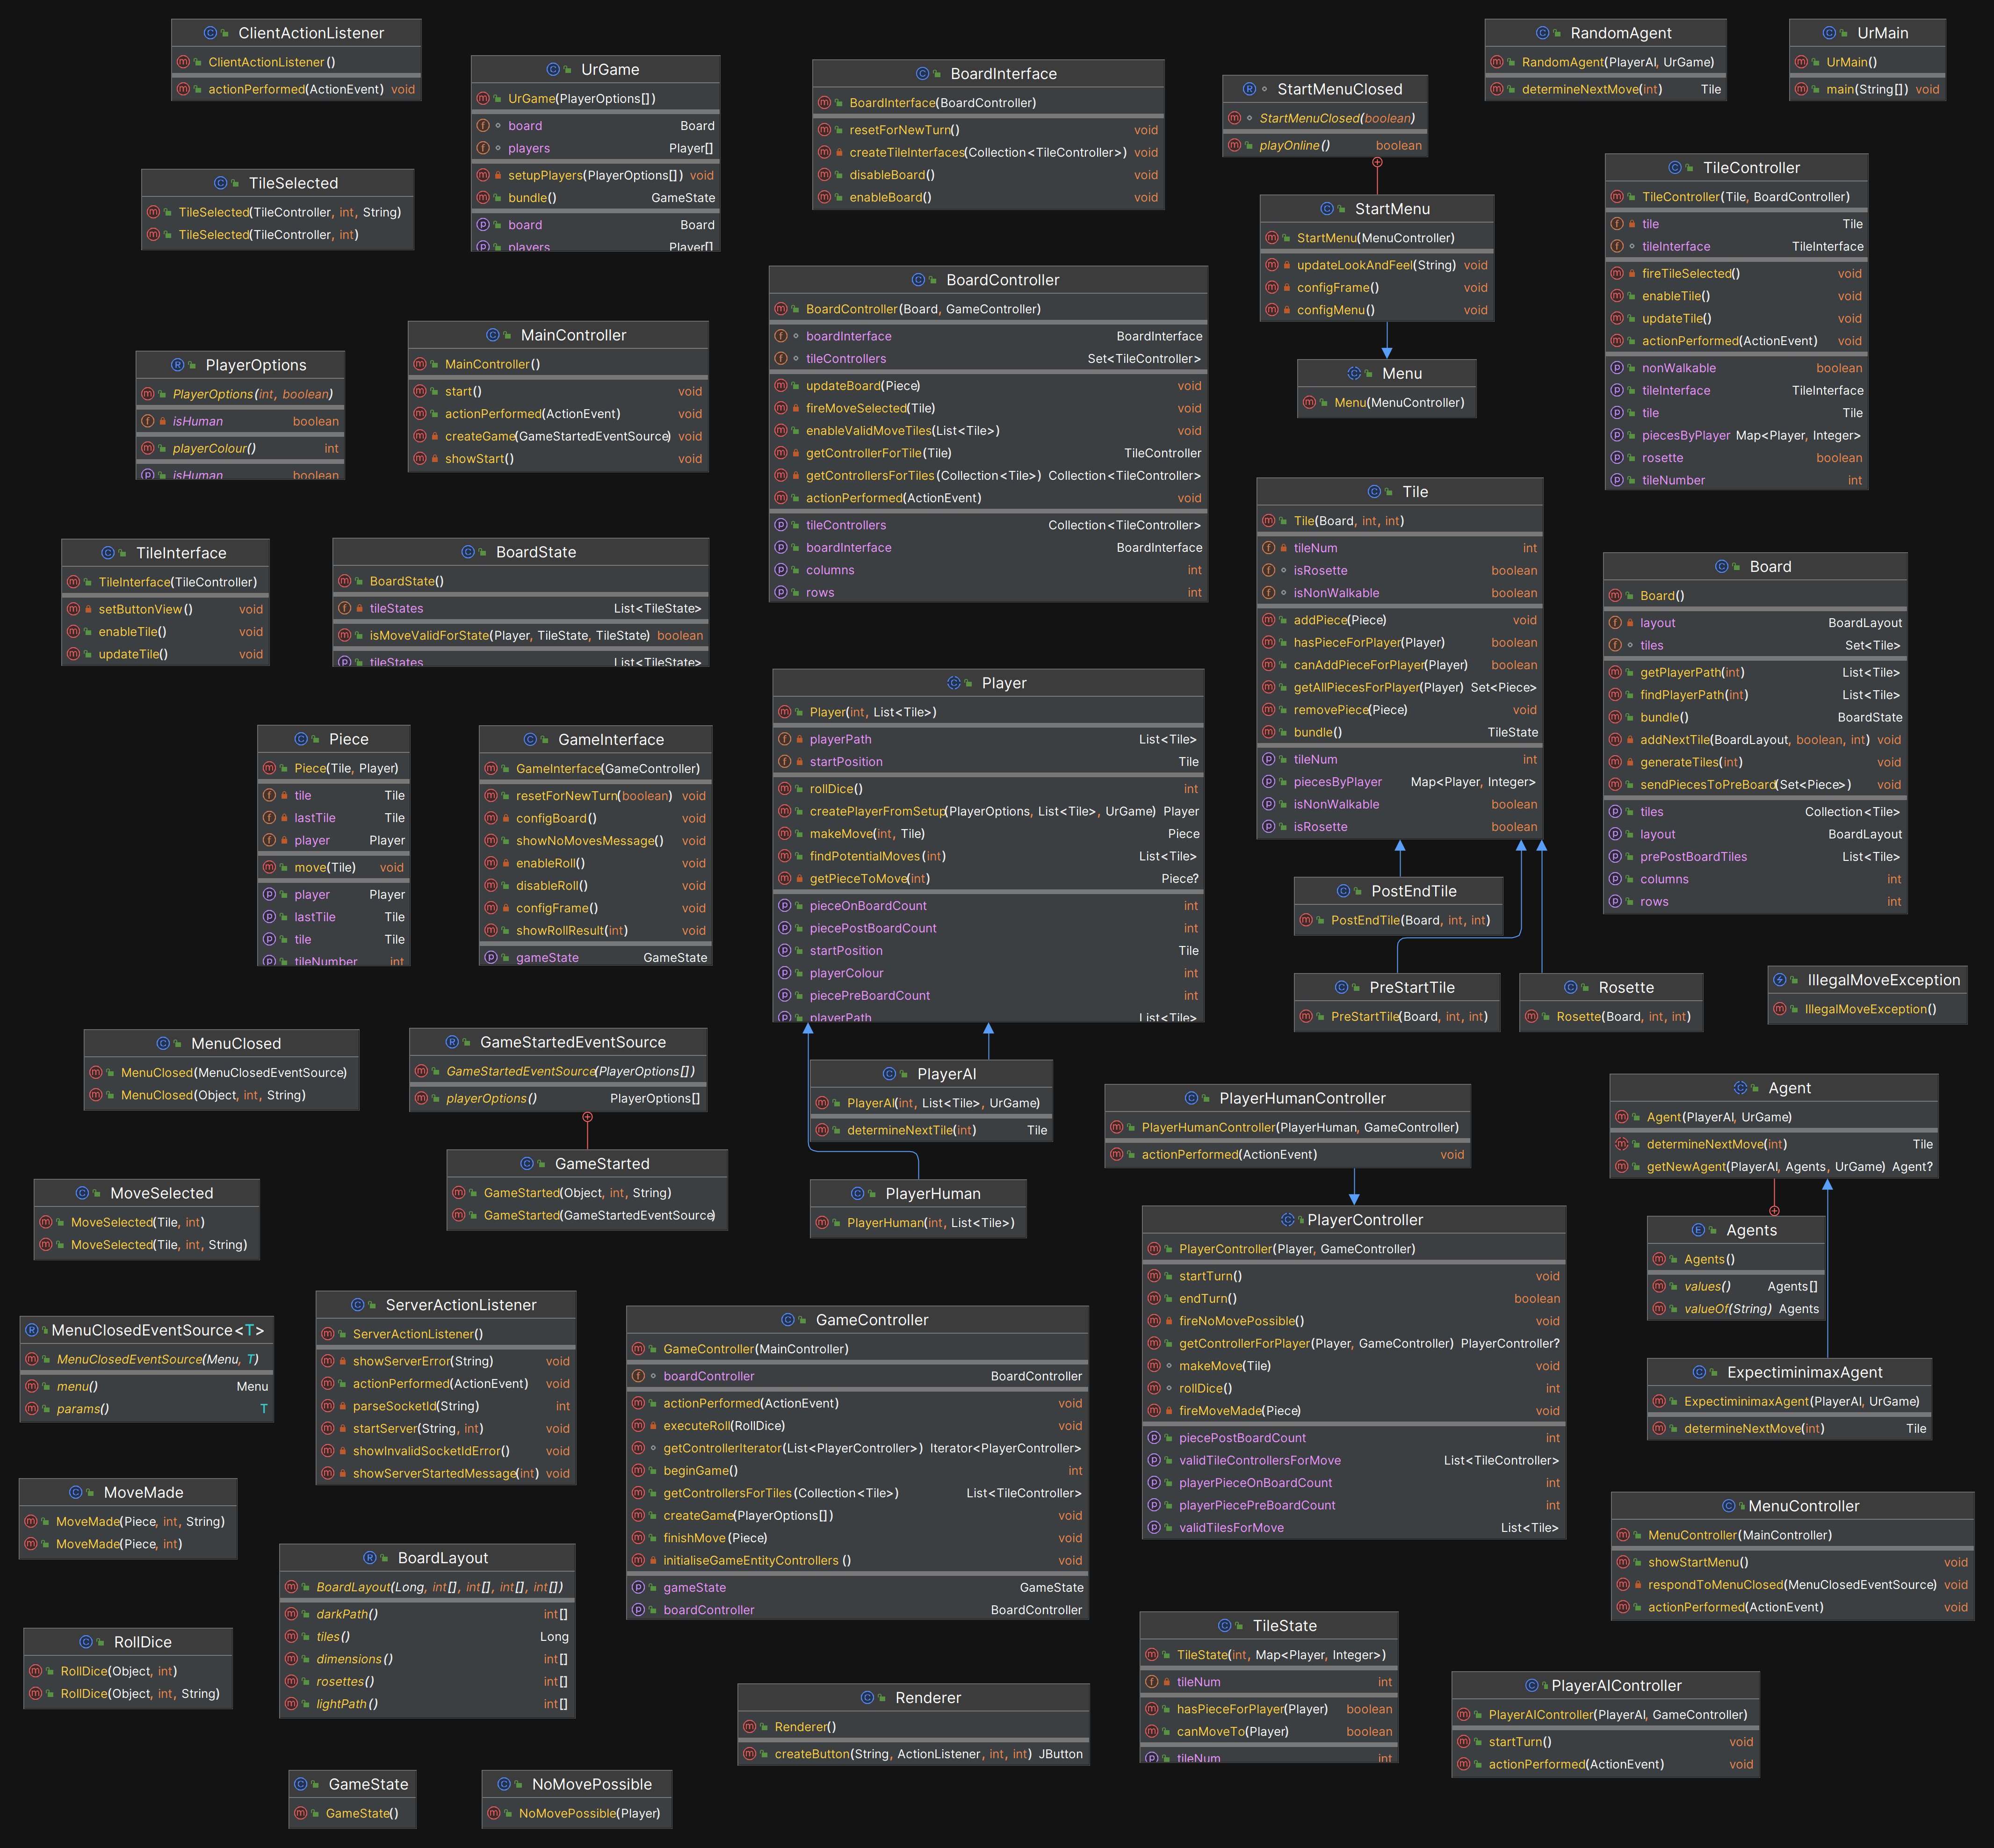 ClientActionListener
ClientActionListener()
actionPerformed(ActionEvent) void
UrGame
UrGame(PlayerOptions[])
board Board
players Player[]
setupPlayers(PlayerOptions[]) void
bundle() GameState
board Board
players Player[]
BoardInterface
BoardInterface(BoardController)
resetForNewTurn() void
createTileInterfaces(Collection<TileController>) void
disableBoard() void
enableBoard() void
StartMenuClosed
StartMenuClosed(boolean)
playOnline() boolean
RandomAgent
RandomAgent(PlayerAI, UrGame)
determineNextMove(int) Tile
UrMain
UrMain()
main(String[]) void
TileSelected
TileSelected(TileController, int, String)
TileSelected(TileController, int)
StartMenu
StartMenu(MenuController)
updateLookAndFeel(String) void
configFrame() void
configMenu() void
TileController
TileController(Tile, BoardController)
tile Tile
tileInterface TileInterface
fireTileSelected() void
enableTile() void
updateTile() void
actionPerformed(ActionEvent) void
nonWalkable boolean
tileInterface TileInterface
tile Tile
piecesByPlayer Map<Player, Integer>
rosette boolean
tileNumber int
PlayerOptions
PlayerOptions(int, boolean)
isHuman boolean
playerColour() int
isHuman boolean
MainController
MainController()
start() void
actionPerformed(ActionEvent) void
createGame(GameStartedEventSource) void
showStart() void
BoardController
BoardController(Board, GameController)
boardInterface BoardInterface
tileControllers Set<TileController>
updateBoard(Piece) void
fireMoveSelected(Tile) void
enableValidMoveTiles(List<Tile>) void
getControllerForTile(Tile) TileController
getControllersForTiles(Collection<Tile>) Collection<TileController>
actionPerformed(ActionEvent) void
tileControllers Collection<TileController>
boardInterface BoardInterface
columns int
rows int
Menu
Menu(MenuController)
Tile
Tile(Board, int, int)
tileNum int
isRosette boolean
isNonWalkable boolean
addPiece(Piece) void
hasPieceForPlayer(Player) boolean
canAddPieceForPlayer(Player) boolean
getAllPiecesForPlayer(Player) Set<Piece>
removePiece(Piece) void
bundle() TileState
tileNum int
piecesByPlayer Map<Player, Integer>
isNonWalkable boolean
isRosette boolean
TileInterface
TileInterface(TileController)
setButtonView() void
enableTile() void
updateTile() void
BoardState
BoardState()
tileStates List<TileState>
isMoveValidForState(Player, TileState, TileState) boolean
tileStates List<TileState>
Board
Board()
layout BoardLayout
tiles Set<Tile>
getPlayerPath(int) List<Tile>
findPlayerPath(int) List<Tile>
bundle() BoardState
addNextTile(BoardLayout, boolean, int) void
generateTiles(int) void
sendPiecesToPreBoard(Set<Piece>) void
tiles Collection<Tile>
layout BoardLayout
prePostBoardTiles List<Tile>
columns int
rows int
Player
Player(int, List<Tile>)
playerPath List<Tile>
startPosition Tile
rollDice() int
createPlayerFromSetup(PlayerOptions, List<Tile>, UrGame) Player
makeMove(int, Tile) Piece
findPotentialMoves(int) List<Tile>
getPieceToMove(int) Piece?
pieceOnBoardCount int
piecePostBoardCount int
startPosition Tile
playerColour int
piecePreBoardCount int
playerPath List<Tile>
Piece
Piece(Tile, Player)
tile Tile
lastTile Tile
player Player
move(Tile) void
player Player
lastTile Tile
tile Tile
tileNumber int
GameInterface
GameInterface(GameController)
resetForNewTurn(boolean) void
configBoard() void
showNoMovesMessage() void
enableRoll() void
disableRoll() void
configFrame() void
showRollResult(int) void
gameState GameState
PostEndTile
PostEndTile(Board, int, int)
PreStartTile
PreStartTile(Board, int, int)
Rosette
Rosette(Board, int, int)
IllegalMoveException
IllegalMoveException()
MenuClosed
MenuClosed(MenuClosedEventSource)
MenuClosed(Object, int, String)
GameStartedEventSource
GameStartedEventSource(PlayerOptions[])
playerOptions() PlayerOptions[]
PlayerAI
PlayerAI(int, List<Tile>, UrGame)
determineNextTile(int) Tile
PlayerHumanController
PlayerHumanController(PlayerHuman, GameController)
actionPerformed(ActionEvent) void
Agent
Agent(PlayerAI, UrGame)
determineNextMove(int) Tile
getNewAgent(PlayerAI, Agents, UrGame) Agent?
GameStarted
GameStarted(Object, int, String)
GameStarted(GameStartedEventSource)
MoveSelected
MoveSelected(Tile, int)
MoveSelected(Tile, int, String)
PlayerHuman
PlayerHuman(int, List<Tile>)
PlayerController
PlayerController(Player, GameController)
startTurn() void
endTurn() boolean
fireNoMovePossible() void
getControllerForPlayer(Player, GameController) PlayerController?
makeMove(Tile) void
rollDice() int
fireMoveMade(Piece) void
piecePostBoardCount int
validTileControllersForMove List<TileController>
playerPieceOnBoardCount int
playerPiecePreBoardCount int
validTilesForMove List<Tile>
Agents
Agents()
values() Agents[]
valueOf(String) Agents
MenuClosedEventSource<T>
MenuClosedEventSource(Menu, T)
menu() Menu
params() T
ServerActionListener
ServerActionListener()
showServerError(String) void
actionPerformed(ActionEvent) void
parseSocketId(String) int
startServer(String, int) void
showInvalidSocketIdError() void
showServerStartedMessage(int) void
GameController
GameController(MainController)
boardController BoardController
actionPerformed(ActionEvent) void
executeRoll(RollDice) void
getControllerIterator(List<PlayerController>) Iterator<PlayerController>
beginGame() int
getControllersForTiles(Collection<Tile>) List<TileController>
createGame(PlayerOptions[]) void
finishMove(Piece) void
initialiseGameEntityControllers() void
gameState GameState
boardController BoardController
ExpectiminimaxAgent
ExpectiminimaxAgent(PlayerAI, UrGame)
determineNextMove(int) Tile
MoveMade
MoveMade(Piece, int, String)
MoveMade(Piece, int)
MenuController
MenuController(MainController)
showStartMenu() void
respondToMenuClosed(MenuClosedEventSource) void
actionPerformed(ActionEvent) void
BoardLayout
BoardLayout(Long, int[], int[], int[], int[])
darkPath() int[]
tiles() Long
dimensions() int[]
rosettes() int[]
lightPath() int[]
RollDice
RollDice(Object, int)
RollDice(Object, int, String)
TileState
TileState(int, Map<Player, Integer>)
tileNum int
hasPieceForPlayer(Player) boolean
canMoveTo(Player) boolean
tileNum int
Renderer
Renderer()
createButton(String, ActionListener, int, int) JButton
PlayerAIController
PlayerAIController(PlayerAI, GameController)
startTurn() void
actionPerformed(ActionEvent) void
GameState
GameState()
NoMovePossible
NoMovePossible(Player)